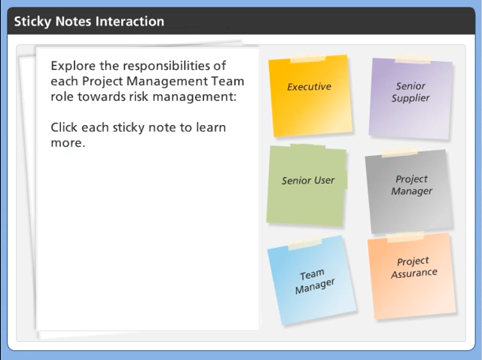 Sticky Notes Interaction
Explore the responsibilities of
each Project Management Team
role towards risk management:
Click each sticky note to learn
more.
Executive
Senior
Supplier
Senior User
Project
Manager
Team
Manager
Project
Assurance